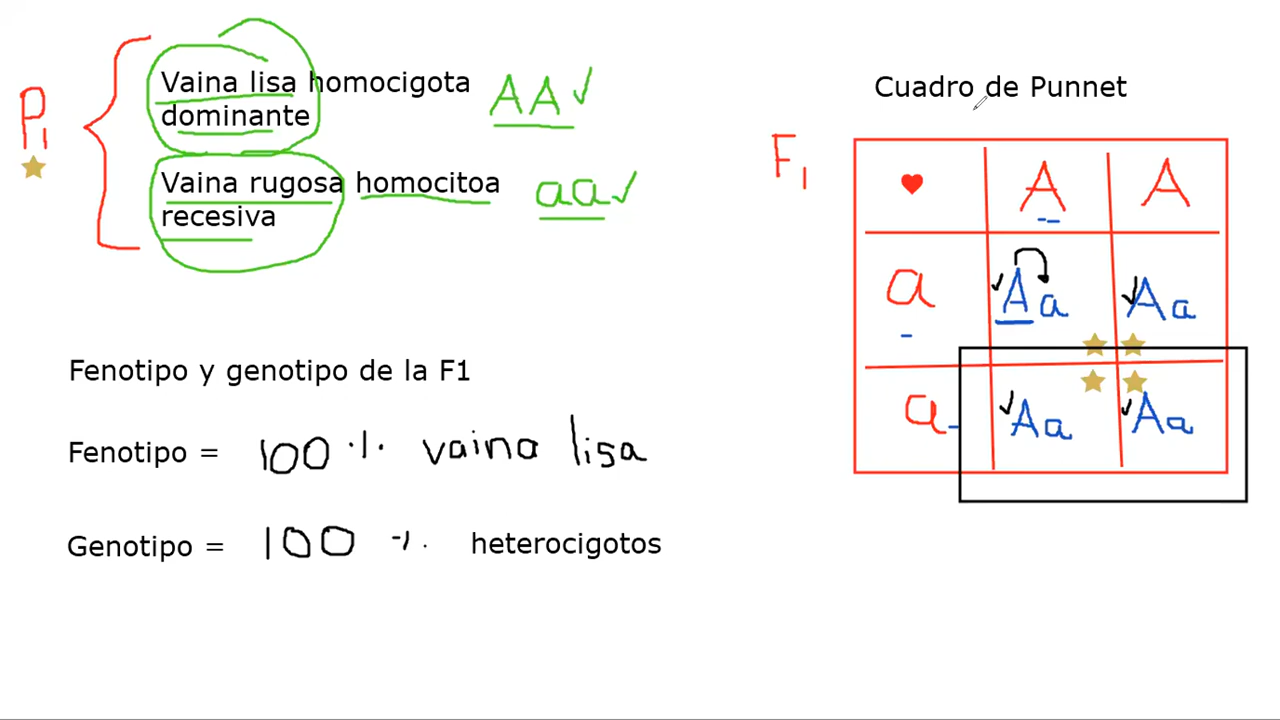 P1
Vaina lisa homocigota AA
dominante
Vaina rugosa homocitoa aa
recesiva
Fenotipo y genotipo de la F1
Fenotipo = 100 % vaina lisa
Genotipo = 100 % heterocigotos
Cuadro de Punnet
F1
A A
a Aa Aa
a Aa Aa